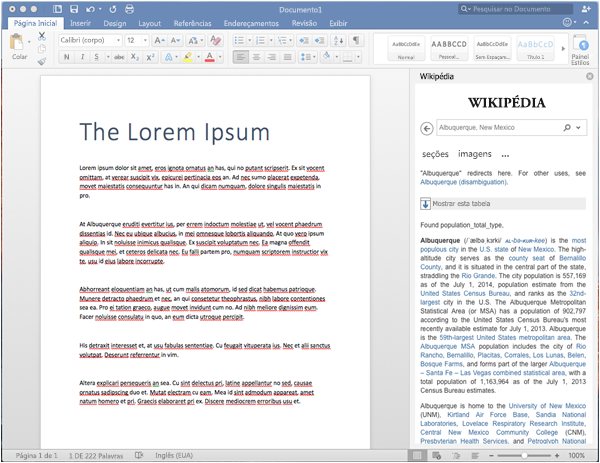 Documento1
Pesquisar no Documento
Página Inicial Inserir Design Layout Referências Endereçamentos Revisão Exibir
Colar
Calibri (corpo) 12
AaBbCcDdEe AABBCCD AaBbCcDdEe AaBbCcD
Normal Sem Espaçam... Título 1
Painel
Estilos
N I S abc X₂ X²
The Lorem Ipsum
Lorem ipsum dolor sit amet, eros ignota ornatus an has, qui no putant scripserit. Ex sit vocent
omittam, at verear suscipit vix, epicurei pertinacia eos an. Ad nec sumo placerat expetenda,
movet maiestatis consequuntur has in. An qui dicam numquam, dolore singulis maiestatis in
pro.
At Albuquerque eruditi evertitur ius, per errem indoctum molestiae ut, vel vocent phaedrum
dissentias id. Nec eu ubique albucius, in mei omnesque lobortis aliquando. At quo vero ipsum
aliquip. In sit noluisse inimicus qualisque. Ex suscipit voluptatum nec. Ea magna offendit
qualisque mei, et ceteros delicata nec. Eu falli partem pro, numquam scriptorem instructior vix
te, usu id eius labore incorrupte.
Abhorreant eloquentiam an has, ut cum malis atomorum, id sed dicat habemus patrioque.
Munere detracto phaedrum et nec, an qui consetetur theophrastus, nibh labore contentiones
sea ea. Pro ei tation graeco, augue movet invidunt cum no. Ad nibh meliore dignissim eum.
Facer noluisse consulatu in quo, an eum dicta utroque percipit.
His detraxit interesset et, at usu fabulas sententiae. Cu feugait vituperata ius. Nec et alii sanctus
volutpat. Deserunt referrentur in vim.
Altera explicari persequeris an sea. Cu sint delectus pri, latine appellantur no sed, causae
ornatus sadipscing duo et. Mutat electram cu eam. Mea id sint admodum appareat, amet
natum homero et pri. Graecis elaboraret pri ex. Discere mediocrem erroribus usu et.
Wikipédia
WIKIPÉDIA
Albuquerque, New Mexico
seções imagens ...
"Albuquerque" redirects here. For other uses, see
Albuquerque (disambiguation).
Mostrar esta tabela
Found population_total_type,
Albuquerque (/ˈælbəkɜrki/ AL-bə-kur-kee) is the most
populous city in the U.S. state of New Mexico. The high-
altitude city serves as the county seat of Bernalillo
County, and it is situated in the central part of the state,
straddling the Rio Grande. The city population is 557,169
as of the July 1, 2014, population estimate from the
United States Census Bureau, and ranks as the 32nd-
largest city in the U.S. The Albuquerque Metropolitan
Statistical Area (or MSA) has a population of 902,797
according to the United States Census Bureau's most
recently available estimate for July 1, 2013. Albuquerque
is the 59th-largest United States metropolitan area. The
Albuquerque MSA population includes the city of Rio
Rancho, Bernalillo, Placitas, Corrales, Los Lunas, Belen,
Bosque Farms, and forms part of the larger Albuquerque
– Santa Fe – Las Vegas combined statistical area, with a
total population of 1,163,964 as of the July 1, 2013
Census Bureau estimates.
Albuquerque is home to the University of New Mexico
(UNM), Kirtland Air Force Base, Sandia National
Laboratories, Lovelace Respiratory Research Institute,
Central New Mexico Community College (CNM),
Presbyterian Health Services, and Petroglyph National
Página 1 de 1 1 DE 222 Palavras Inglês (EUA) 100%